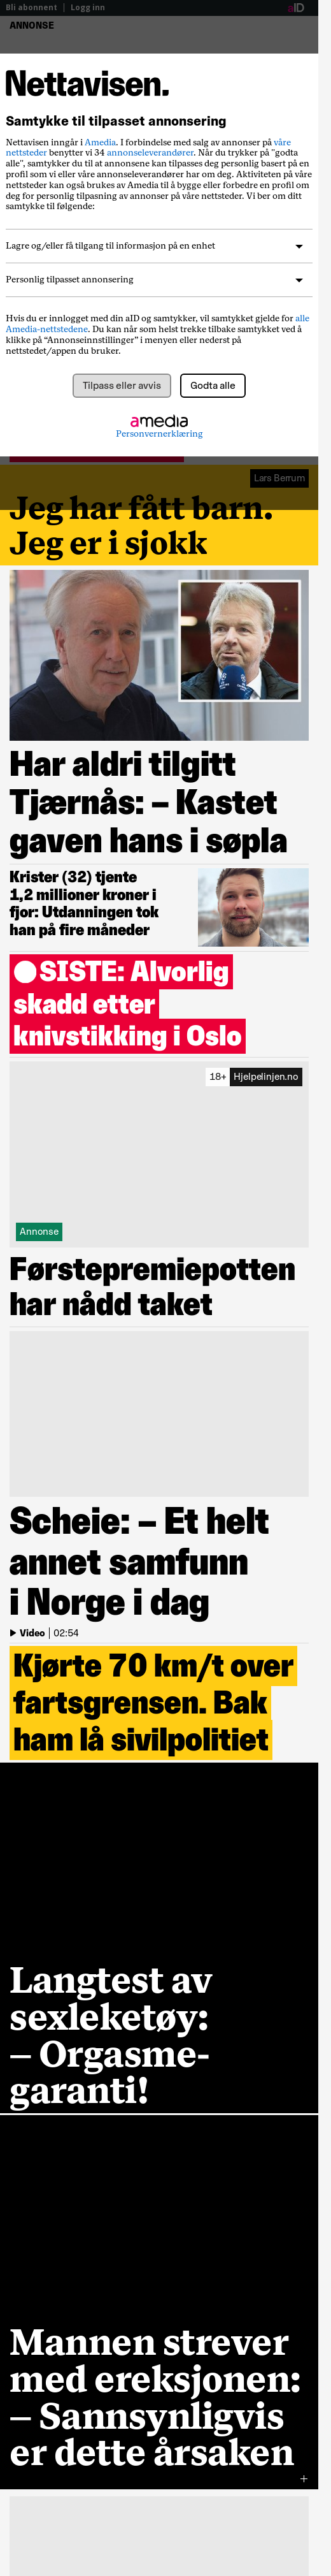 Bli abonnent | Logg inn
aID
ANNONSE
Nettavisen.
Samtykke til tilpasset annonsering
Nettavisen inngår i Amedia. I forbindelse med salg av annonser på våre
nettsteder benytter vi 34 annonseleverandører. Når du trykker på "godta
alle", samtykker du til at annonsene kan tilpasses deg personlig basert på en
profil som vi eller våre annonseleverandører har om deg. Aktiviteten på våre
nettsider kan også brukes av Amedia til å bygge eller forbedre en profil om
deg for personlig tilpasning av annonser på våre nettsteder. Vi ber om ditt
samtykke til følgende:
Lagre og/eller få tilgang til informasjon på en enhet
Personlig tilpasset annonsering
Hvis du er innlogget med din aID og samtykker, vil samtykket gjelde for alle
Amedia-nettstedene. Du kan når som helst trekke tilbake samtykket ved å
klikke på “Annonseinnstillinger” i menyen eller nederst på
nettstedet/appen du bruker.
Tilpass eller avvis
Godta alle
amedia
Personvernerklæring
Lars Berrum
Jeg har fått barn.
Jeg er i sjokk
Har aldri tilgitt
Tjærnås: – Kastet
gaven hans i søpla
Krister (32) tjente
1,2 millioner kroner i
fjor: Utdanningen tok
han på fire måneder
SISTE: Alvorlig
skadd etter
knivstikking i Oslo
18+ Hjelpelinjen.no
Annonse
Førstepremiepotten
har nådd taket
Scheie: – Et helt
annet samfunn
i Norge i dag
Video | 02:54
Kjørte 70 km/t over
fartsgrensen. Bak
ham lå sivilpolitiet
Langtest av
sexleketøy:
– Orgasme-
garanti!
Mannen strever
med ereksjonen:
– Sannsynligvis
er dette årsaken
+